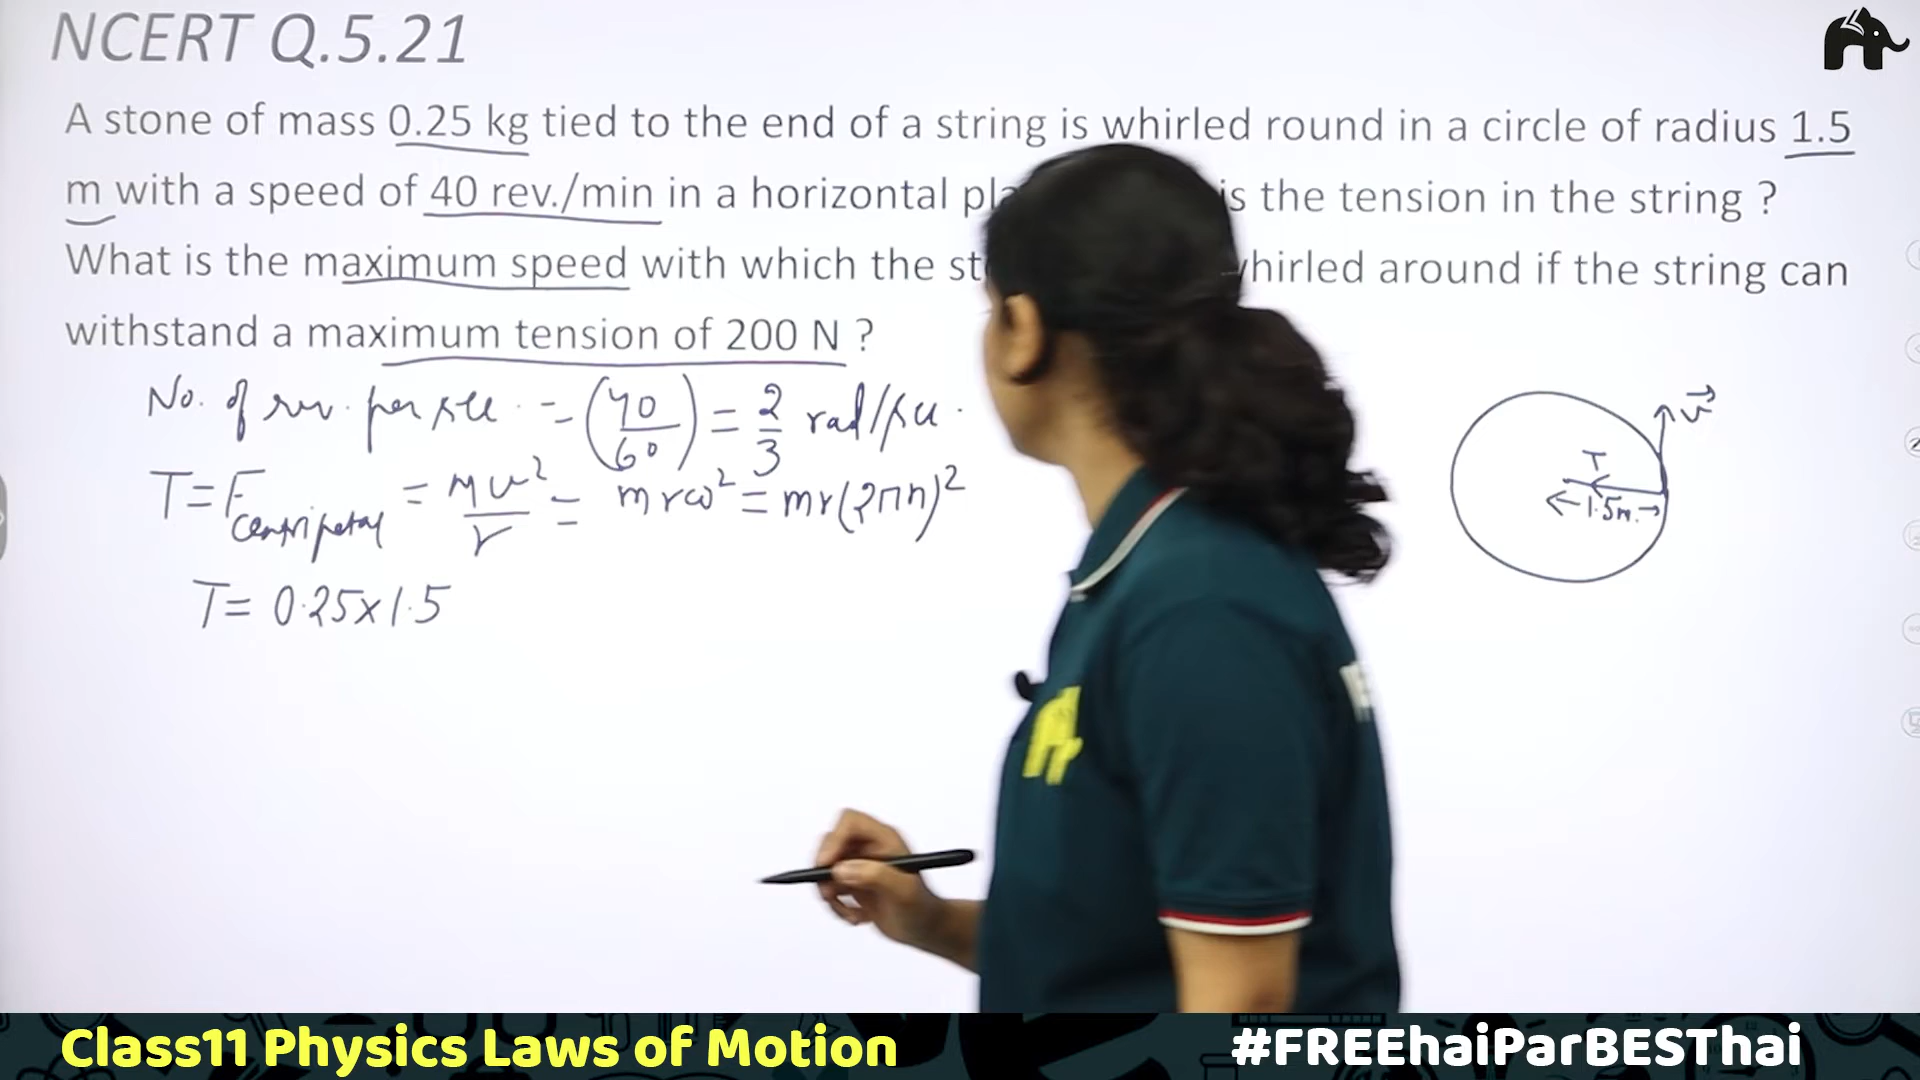 NCERT Q.5.21
A stone of mass 0.25 kg tied to the end of a string is whirled round in a circle of radius 1.5
m with a speed of 40 rev./min in a horizontal pla is the tension in the string ?
What is the maximum speed with which the st hirled around if the string can
withstand a maximum tension of 200 N ?
No. of rev. per sec. = (40/60) = 2/3 rad/sec.
T = F centripetal = mv²/r = mrω² = mr(2πn)²
T = 0.25x1.5
v
T
1.5m.
Class11 Physics Laws of Motion
#FREEhaiParBESThai